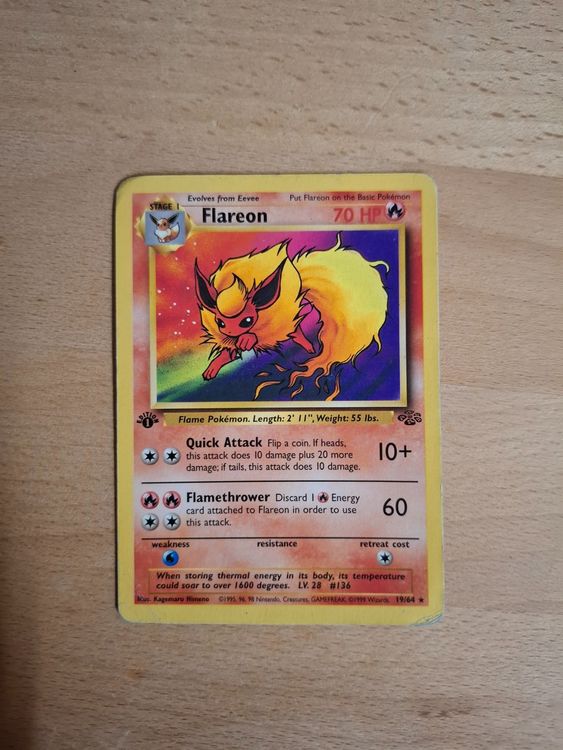 Evolves from Eevee Put Flareon on the Basic Pokémon
STAGE 1
Flareon 70 HP
EDITION
1
Flame Pokémon. Length: 2' 11", Weight: 55 lbs.
Quick Attack Flip a coin. If heads,
this attack does 10 damage plus 20 more
damage; if tails, this attack does 10 damage.
10+
Flamethrower Discard 1 Energy
card attached to Flareon in order to use
this attack.
60
weakness resistance retreat cost
When storing thermal energy in its body, its temperature
could soar to over 1600 degrees. LV. 28 #136
Illus. Kagemaru Himeno ©1995, 96, 98 Nintendo, Creatures, GAMEFREAK. ©1999 Wizards. 19/64 ★